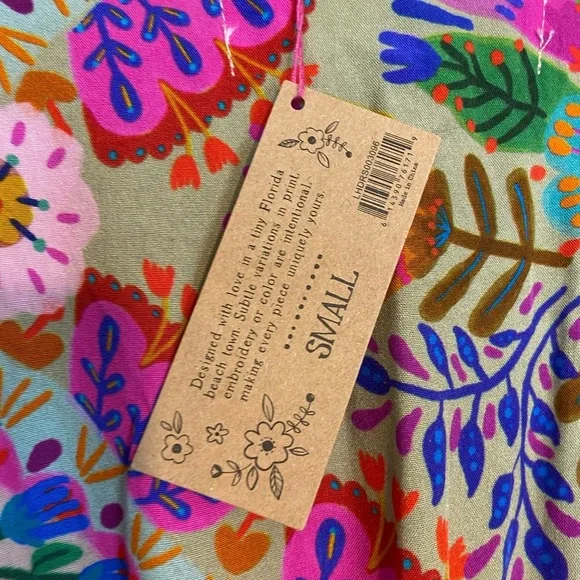 Designed with love in a tiny Florida
beach town. Subtle variations in print,
embroidery or color are intentional,
making every piece uniquely yours.
SMALL
LHDRS003096
Made in China